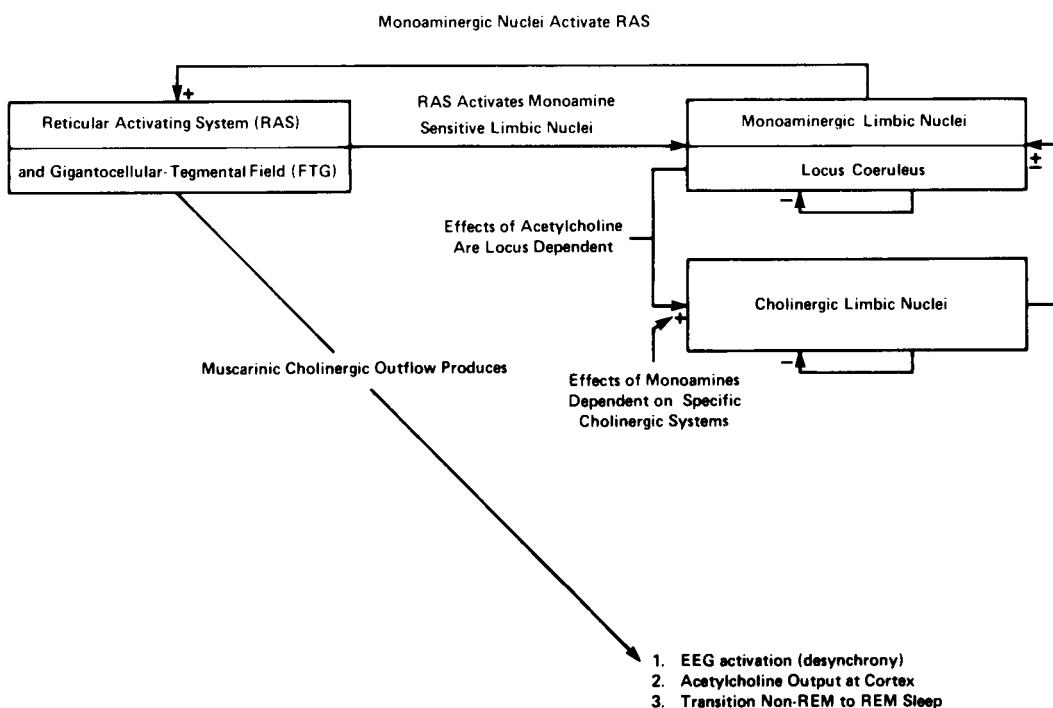 Monoaminergic Nuclei Activate RAS
+
Reticular Activating System (RAS)
and Gigantocellular-Tegmental Field (FTG)
RAS Activates Monoamine
Sensitive Limbic Nuclei
Monoaminergic Limbic Nuclei
Locus Coeruleus
±
−
Effects of Acetylcholine
Are Locus Dependent
Cholinergic Limbic Nuclei
+
−
Muscarinic Cholinergic Outflow Produces
Effects of Monoamines
Dependent on Specific
Cholinergic Systems
1. EEG activation (desynchrony)
2. Acetylcholine Output at Cortex
3. Transition Non-REM to REM Sleep